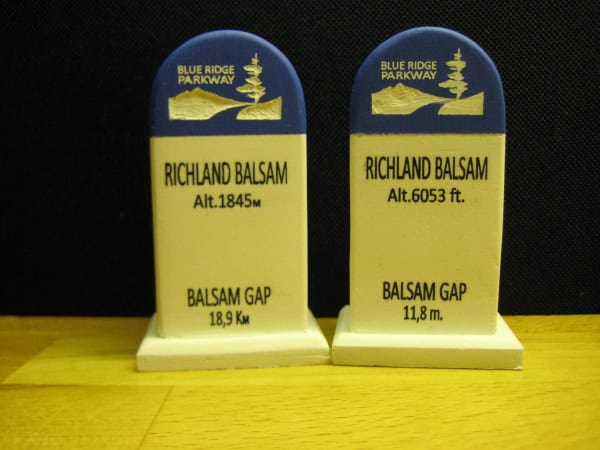 BLUE RIDGE
PARKWAY
RICHLAND BALSAM
Alt.1845м
BALSAM GAP
18,9 Км
BLUE RIDGE
PARKWAY
RICHLAND BALSAM
Alt.6053 ft.
BALSAM GAP
11,8 m.